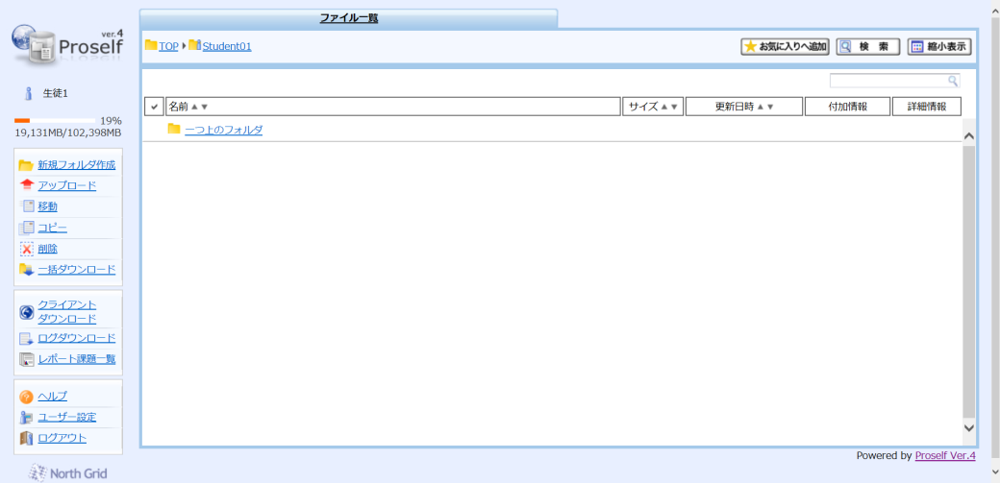 ver.4
Proself
生徒1
19%
19,131MB/102,398MB
新規フォルダ作成
アップロード
移動
コピー
削除
一括ダウンロード
クライアント
ダウンロード
ログダウンロード
レポート課題一覧
ヘルプ
ユーザー設定
ログアウト
North Grid
ファイル一覧
TOP Student01
お気に入りへ追加 検 索 縮小表示
名前▲▼ サイズ▲▼ 更新日時▲▼ 付加情報 詳細情報
一つ上のフォルダ
Powered by Proself Ver.4